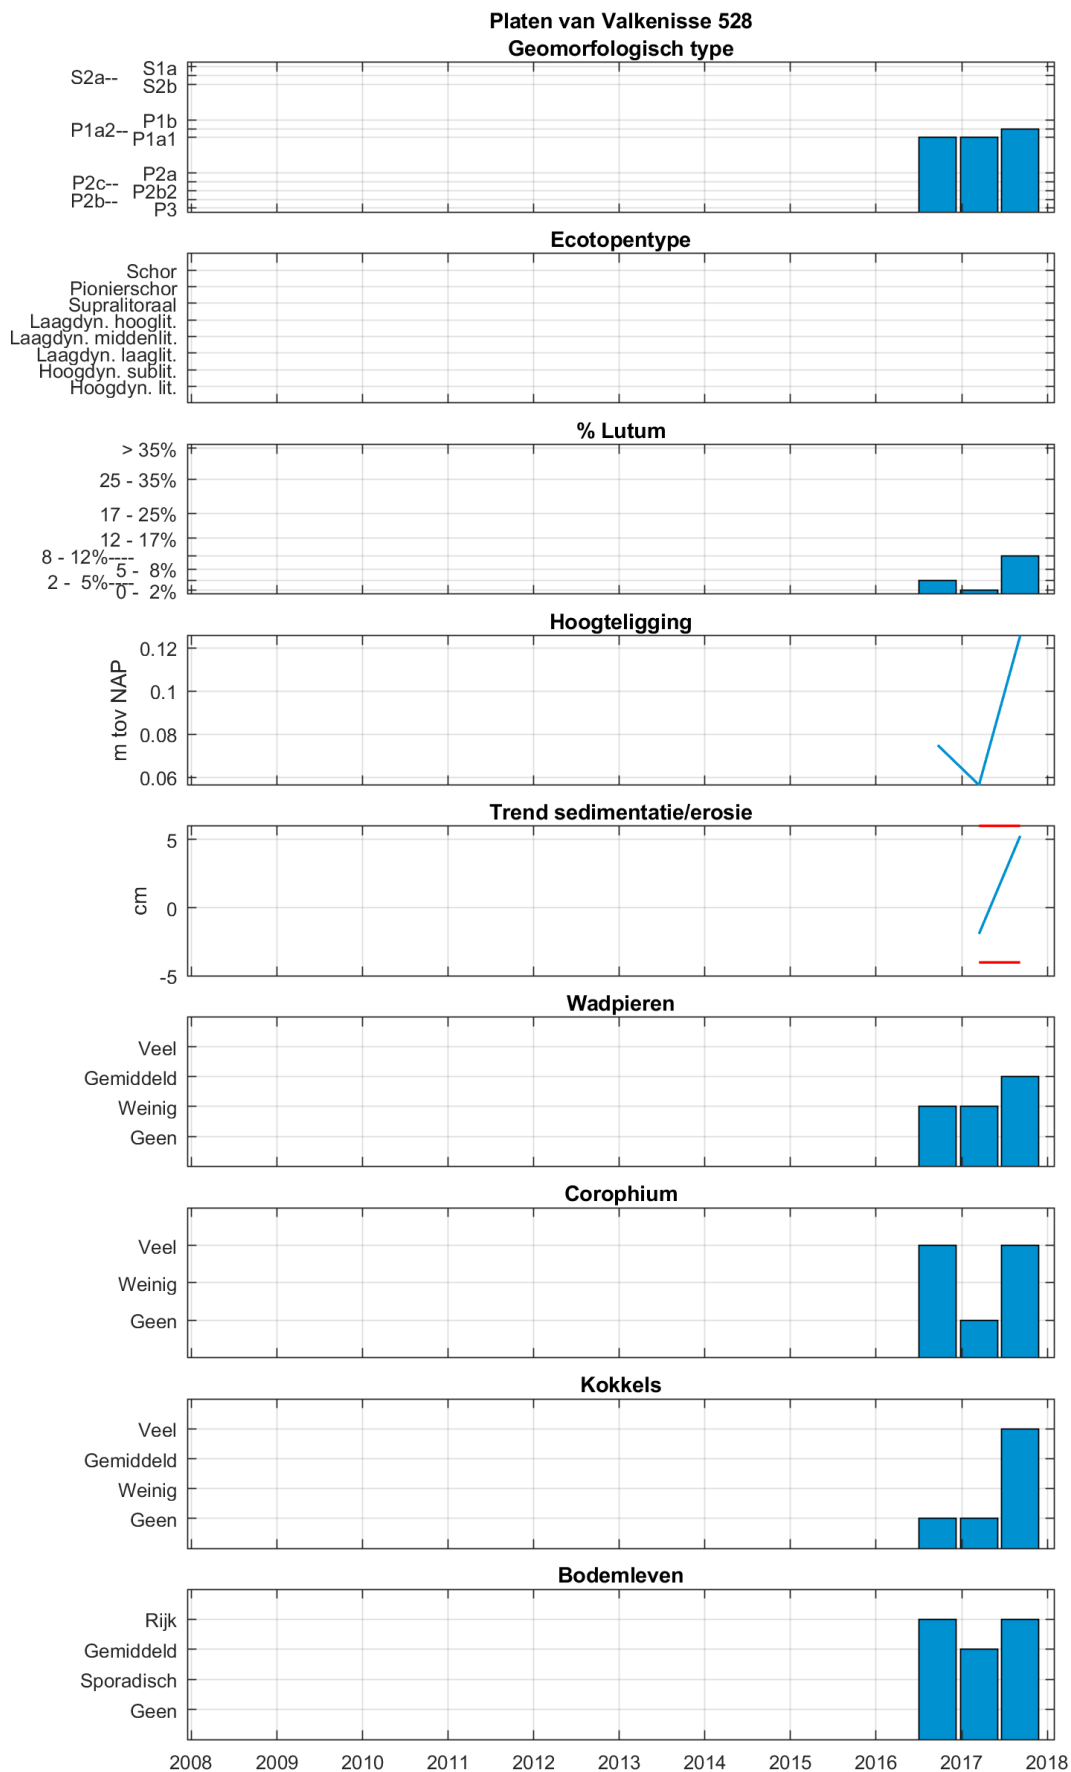 Platen van Valkenisse 528
Geomorfologisch type
S1a
S2a--
S2b
P1b
P1a2--
P1a1
P2a
P2c--
P2b2
P2b--
P3
Ecotopentype
Schor
Pionierschor
Supralitoraal
Laagdyn. hooglit.
Laagdyn. middenlit.
Laagdyn. laaglit.
Hoogdyn. sublit.
Hoogdyn. lit.
% Lutum
> 35%
25 - 35%
17 - 25%
12 - 17%
8 - 12%----
5 - 8%
2 - 5%----
0 - 2%
Hoogteligging
m tov NAP
0.12
0.1
0.08
0.06
Trend sedimentatie/erosie
cm
5
0
-5
Wadpieren
Veel
Gemiddeld
Weinig
Geen
Corophium
Veel
Weinig
Geen
Kokkels
Veel
Gemiddeld
Weinig
Geen
Bodemleven
Rijk
Gemiddeld
Sporadisch
Geen
2008 2009 2010 2011 2012 2013 2014 2015 2016 2017 2018